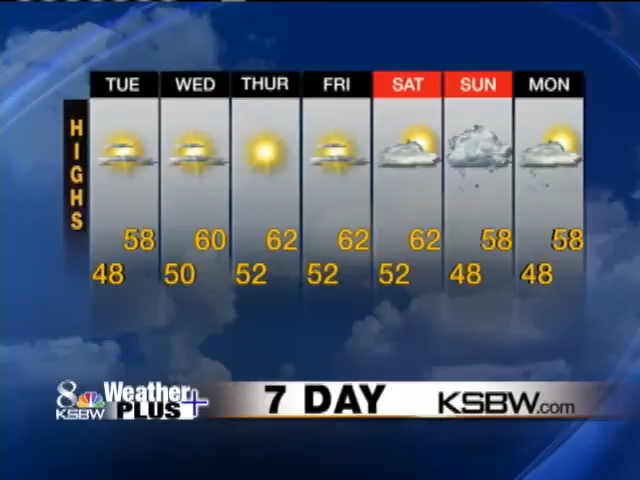 TUE WED THUR FRI SAT SUN MON
HIGHS
58 60 62 62 62 58 58
48 50 52 52 52 48 48
8 Weather
KSBW PLUS+
7 DAY
KSBW.com